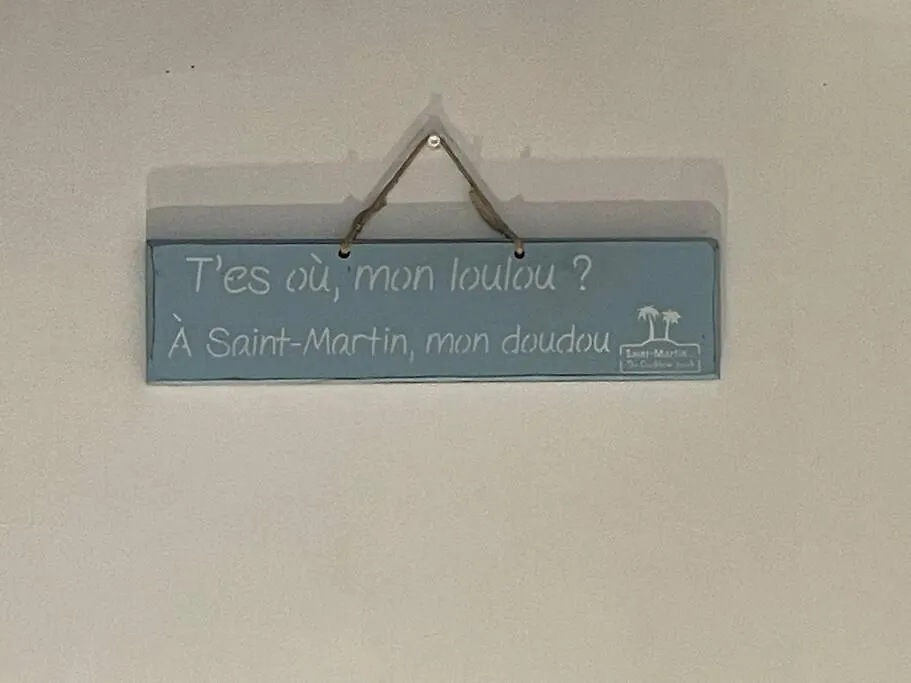 T'es où, mon loulou ?
À Saint-Martin, mon doudou
Saint-Martin